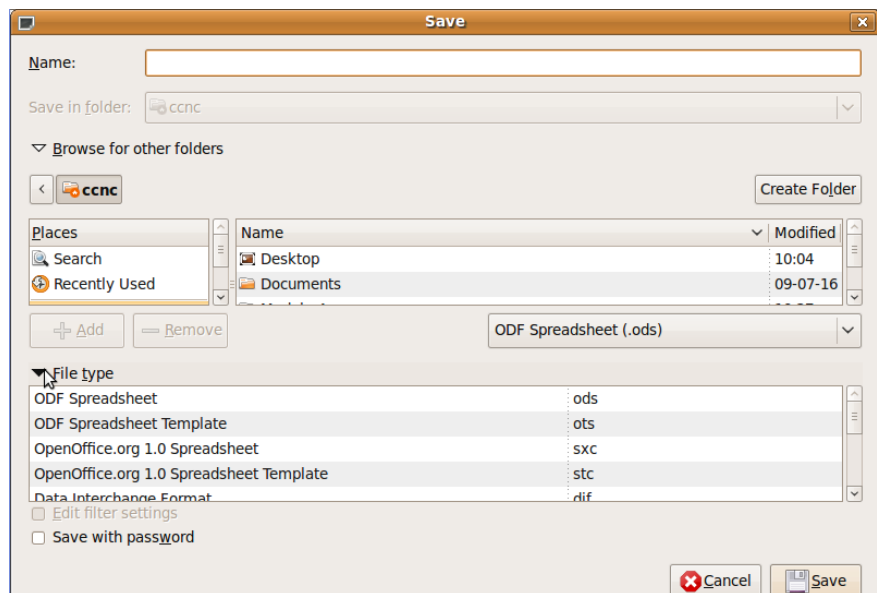 Save
Name:
Save in folder: ccnc
Browse for other folders
ccnc Create Folder
Places Name Modified
Search Desktop 10:04
Recently Used Documents 09-07-16
Add Remove ODF Spreadsheet (.ods)
File type
ODF Spreadsheet ods
ODF Spreadsheet Template ots
OpenOffice.org 1.0 Spreadsheet sxc
OpenOffice.org 1.0 Spreadsheet Template stc
Data Interchange Format dif
Edit filter settings
Save with password
Cancel Save